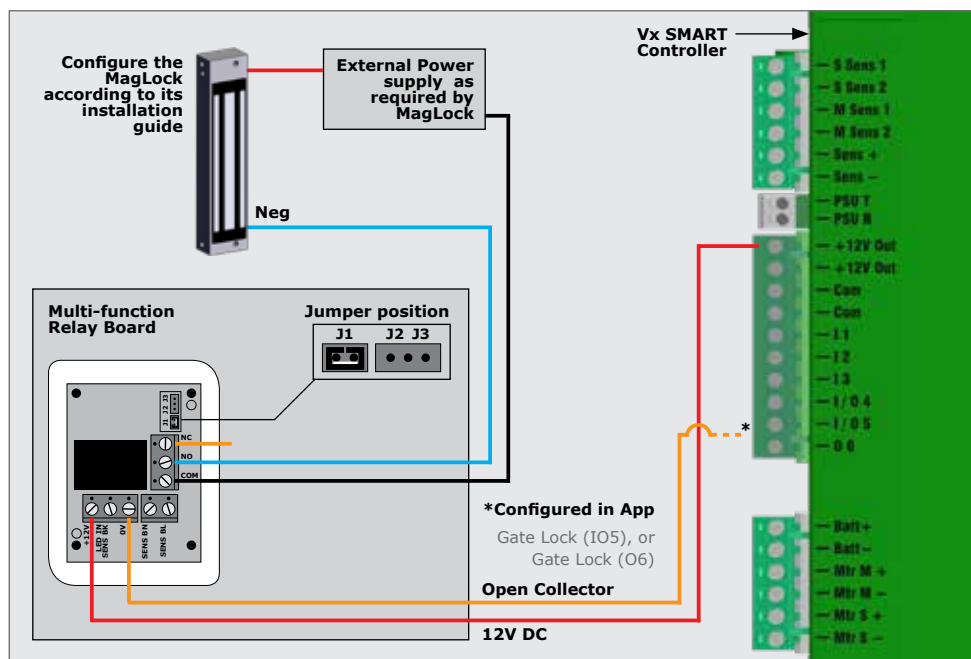 Configure the
MagLock
according to its
installation
guide
External Power
supply as
required by
MagLock
Vx SMART
Controller
Neg
S Sens 1
S Sens 2
M Sens 1
M Sens 2
Sens +
Sens –
PSU T
PSU R
+12V Out
+12V Out
Com
Com
I 1
I 2
I 3
I / O 4
I / O 5
O 6
Multi-function
Relay Board
Jumper position
J1 J2 J3
J1 J2 J3
NC
NO
COM
+12V
LED IN
SENS BK
0V
SENS BN
SENS BL
*
*Configured in App
Gate Lock (IO5), or
Gate Lock (O6)
Open Collector
12V DC
Batt+
Batt–
Mtr M +
Mtr M –
Mtr S +
Mtr S –